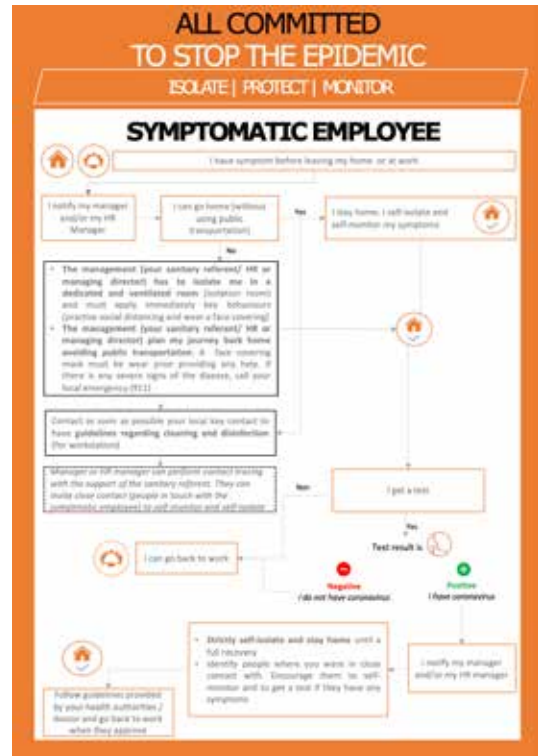 ALL COMMITTED
TO STOP THE EPIDEMIC
ISOLATE | PROTECT | MONITOR
SYMPTOMATIC EMPLOYEE
I have symptom before leaving my home or at work
I notify my manager
and/or my HR
Manager
I can go home (without
using public
transportation)
Yes
I stay home. I self-isolate and
self-monitor my symptoms
No
• The management (your sanitary referent/ HR or
managing director) has to isolate me in a
dedicated and ventilated room (isolation room)
and must apply immediately key behaviours
(practise social distancing and wear a face covering)
• The management (your sanitary referent/ HR or
managing director) plan my journey back home
avoiding public transportation. A face covering
mask must be wear prior providing any help. If
there is any severe signs of the disease, call your
local emergency (911)
Contact as soon as possible your local key contact to
have guidelines regarding cleaning and disinfection
(for workstation)
Manager or HR manager can perform contact tracing
with the support of the sanitary referent. They can
invite close contact (people in touch with the
symptomatic employee) to self monitor and self-isolate
Non
I get a test
Yes
Test result is
I can go back to work
Negative
I do not have coronavirus
Positive
I have coronavirus
• Strictly self-isolate and stay home until a
full recovery
• Identify people where you were in close
contact with. Encourage them to self-
monitor and to get a test if they have any
symptoms
I notify my manager
and/or my HR manager
Follow guidelines provided
by your health authorities /
doctor and go back to work
when they approve